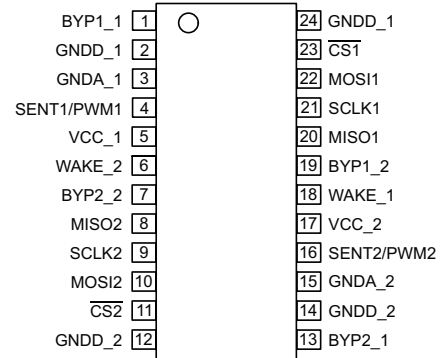 BYP1_1 1 24 GNDD_1
GNDD_1 2 23 CS1
GNDA_1 3 22 MOSI1
SENT1/PWM1 4 21 SCLK1
VCC_1 5 20 MISO1
WAKE_2 6 19 BYP1_2
BYP2_2 7 18 WAKE_1
MISO2 8 17 VCC_2
SCLK2 9 16 SENT2/PWM2
MOSI2 10 15 GNDA_2
CS2 11 14 GNDD_2
GNDD_2 12 13 BYP2_1